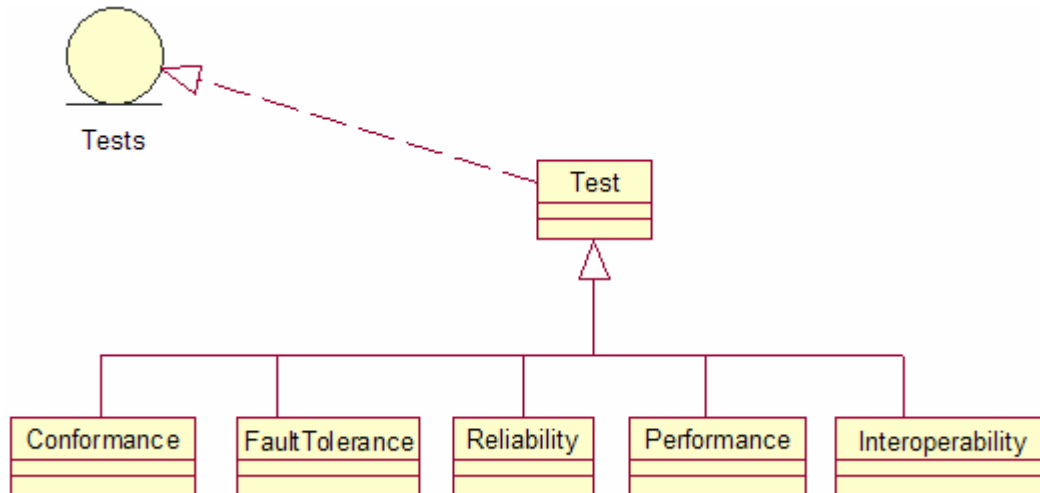 Tests
Test
Conformance
FaultTolerance
Reliability
Performance
Interoperability